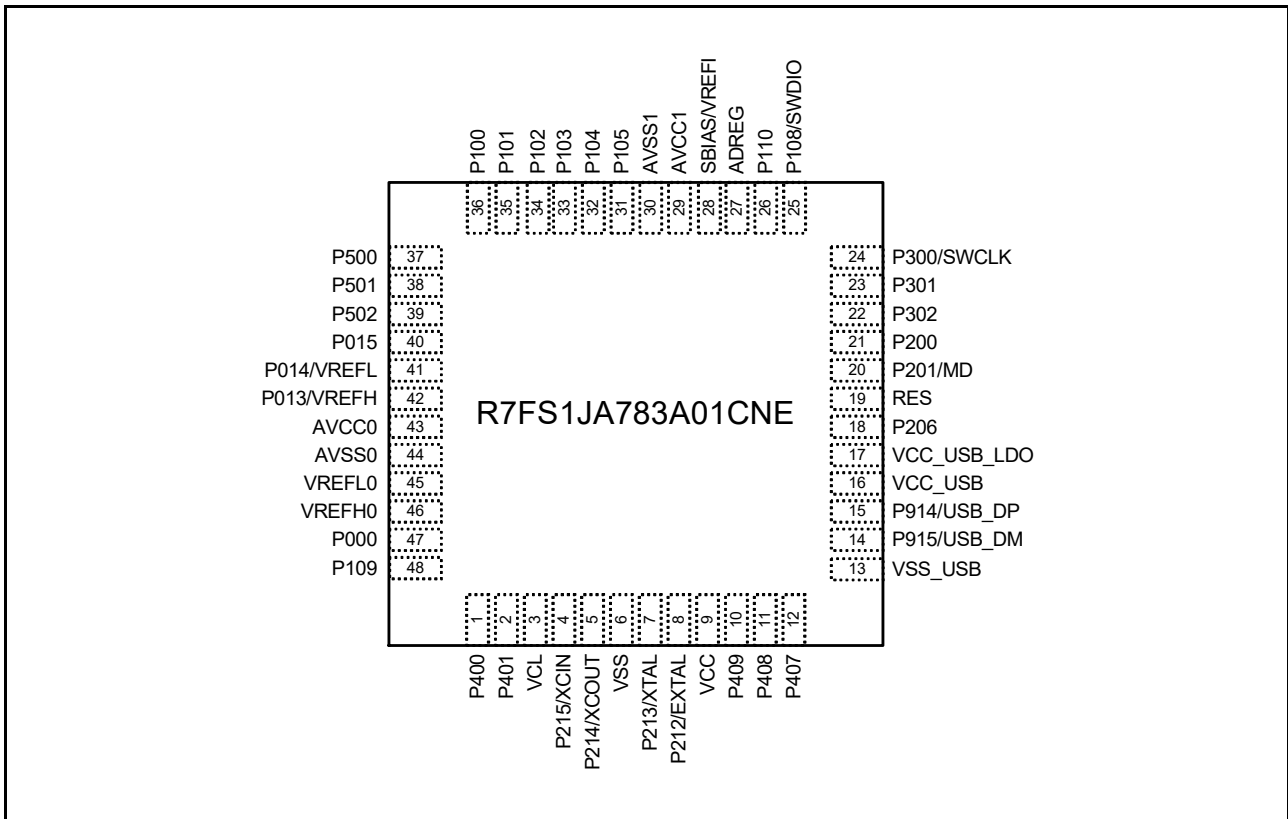 P100
P101
P102
P103
P104
P105
AVSS1
AVCC1
SBIAS/VREFI
ADREG
P110
P108/SWDIO
36
35
34
33
32
31
30
29
28
27
26
25
P500 37
P501 38
P502 39
P015 40
P014/VREFL 41
P013/VREFH 42
AVCC0 43
AVSS0 44
VREFL0 45
VREFH0 46
P000 47
P109 48
R7FS1JA783A01CNE
24 P300/SWCLK
23 P301
22 P302
21 P200
20 P201/MD
19 RES
18 P206
17 VCC_USB_LDO
16 VCC_USB
15 P914/USB_DP
14 P915/USB_DM
13 VSS_USB
1
2
3
4
5
6
7
8
9
10
11
12
P400
P401
VCL
P215/XCIN
P214/XCOUT
VSS
P213/XTAL
P212/EXTAL
VCC
P409
P408
P407